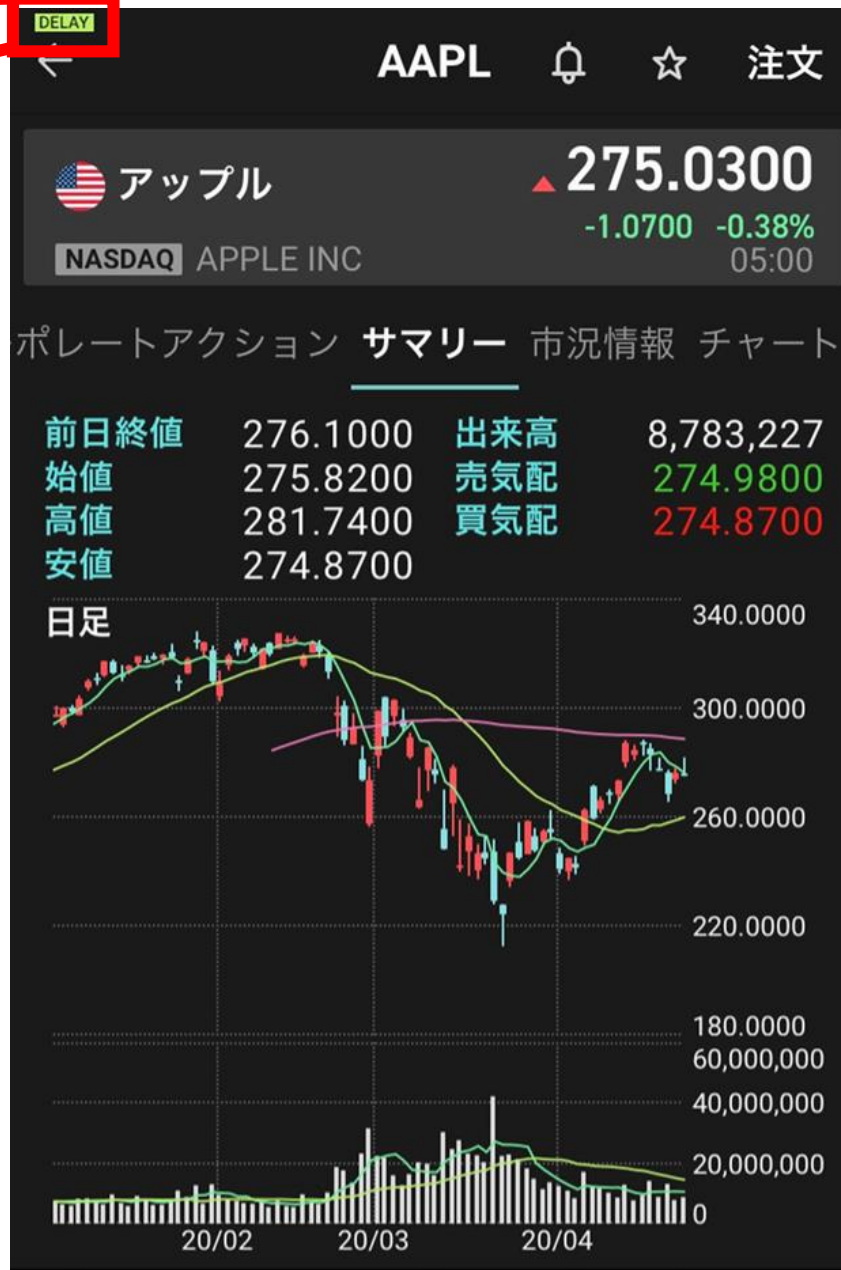 DELAY
AAPL 注文
アップル ▲275.0300
-1.0700 -0.38%
NASDAQ APPLE INC 05:00
ポレートアクション サマリー 市況情報 チャート
前日終値 276.1000 出来高 8,783,227
始値 275.8200 売気配 274.9800
高値 281.7400 買気配 274.8700
安値 274.8700
日足
340.0000
300.0000
260.0000
220.0000
180.0000
60,000,000
40,000,000
20,000,000
0
20/02 20/03 20/04